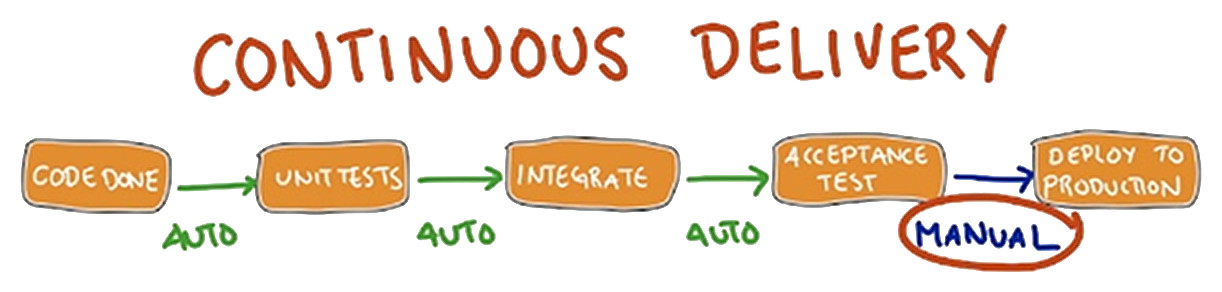 CONTINUOUS DELIVERY
CODE DONE
UNIT TESTS
INTEGRATE
ACCEPTANCE
TEST
DEPLOY TO
PRODUCTION
AUTO
AUTO
AUTO
MANUAL